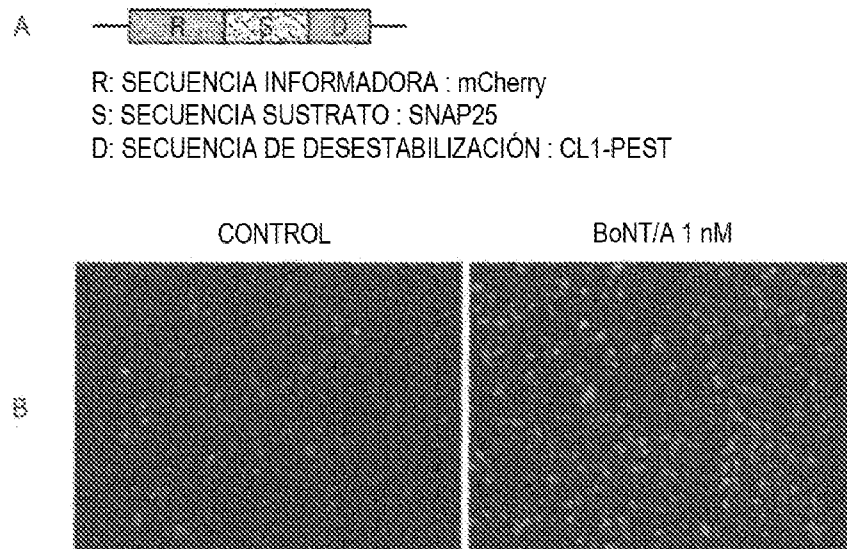 A
R S D
R: SECUENCIA INFORMADORA : mCherry
S: SECUENCIA SUSTRATO : SNAP25
D: SECUENCIA DE DESESTABILIZACIÓN : CL1-PEST
CONTROL BoNT/A 1 nM
B